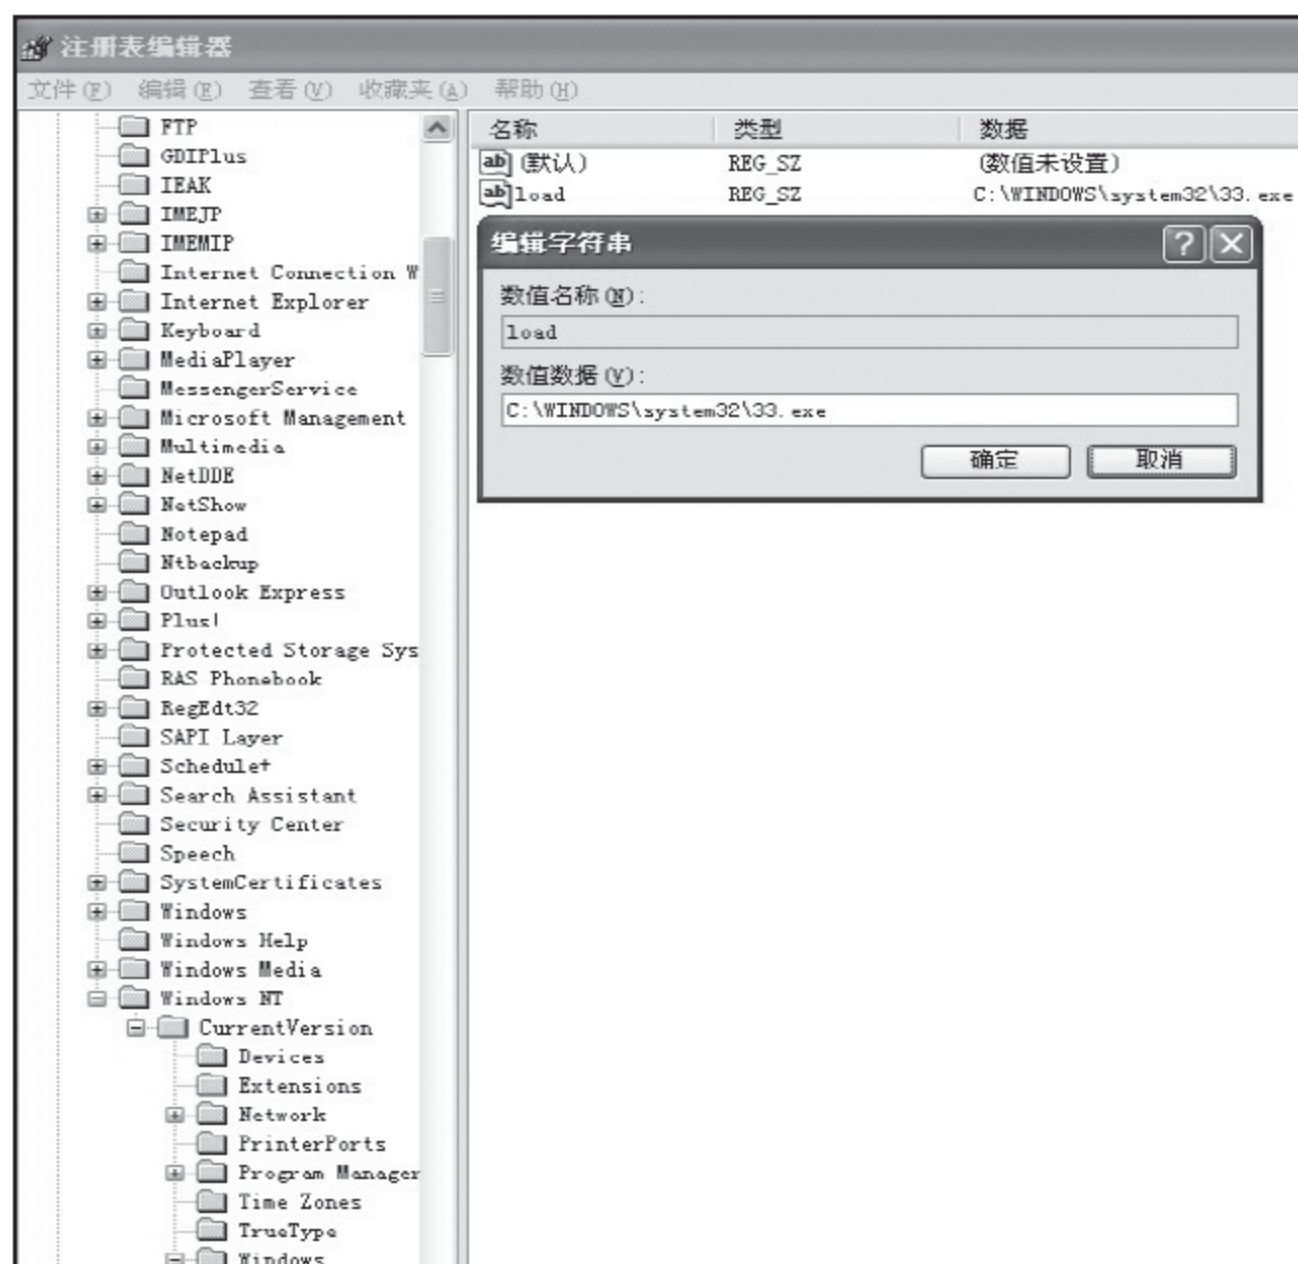 注册表编辑器
文件(F) 编辑(E) 查看(V) 收藏夹(A) 帮助(H)
FTP
GDIPlus
IEAK
IMEJP
IMEMIP
Internet Connection W
Internet Explorer
Keyboard
MediaPlayer
MessengerService
Microsoft Management
Multimedia
NetDDE
NetShow
Notepad
Ntbackup
Outlook Express
Plus!
Protected Storage Sys
RAS Phonebook
RegEdt32
SAPI Layer
Schedule+
Search Assistant
Security Center
Speech
SystemCertificates
Windows
Windows Help
Windows Media
Windows NT
CurrentVersion
Devices
Extensions
Network
PrinterPorts
Program Manager
Time Zones
TrueType
Windows
名称 类型 数据
ab (默认) REG_SZ (数值未设置)
ab load REG_SZ C:\WINDOWS\system32\33.exe
编辑字符串
数值名称(N):
load
数值数据(V):
C:\WINDOWS\system32\33.exe
确定 取消